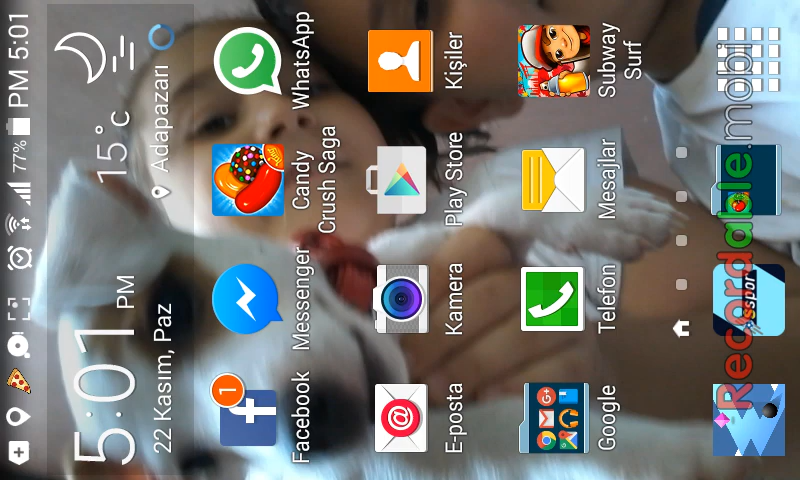 77% PM 5:01
5:01 PM
15°c
22 Kasım, Paz
Adapazarı
1
Facebook
Messenger
Candy
Crush Saga
WhatsApp
@
E-posta
Kamera
Play Store
Kişiler
G+
Google
Telefon
Mesajlar
Subway
Surf
Recordable.mobi